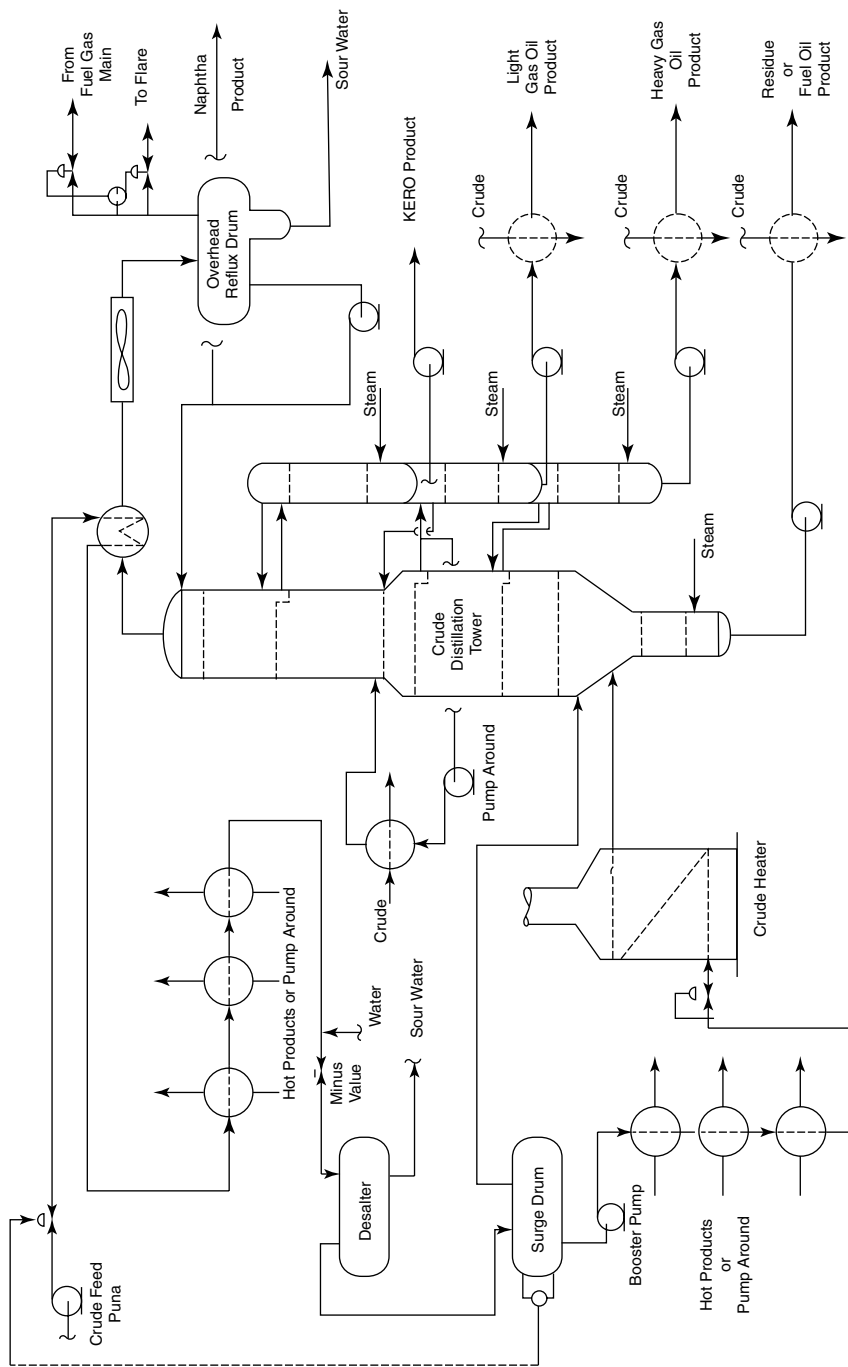 From
Fuel Gas
Main
To Flare
Naphtha
Product
Sour Water
Overhead
Reflux Drum
KERO Product
Crude
Light
Gas Oil
Product
Crude
Heavy Gas
Oil
Product
Crude
Residue
or
Fuel Oil
Product
Steam
Steam
Steam
Steam
Crude
Distillation
Tower
Pump Around
Crude
Hot Products or Pump Around
Water
Minus
Value
Sour Water
Desalter
Crude Heater
Surge Drum
Booster Pump
Hot Products
or
Pump Around
Crude Feed
Puna